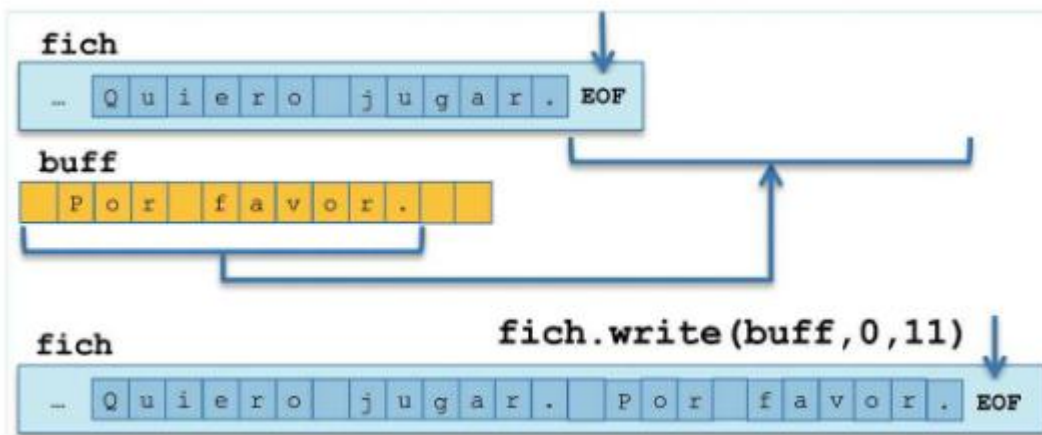 fich
... Quiero jugar. EOF
buff
 Por favor.
fich.write(buff,0,11)
fich
... Quiero jugar. Por favor. EOF